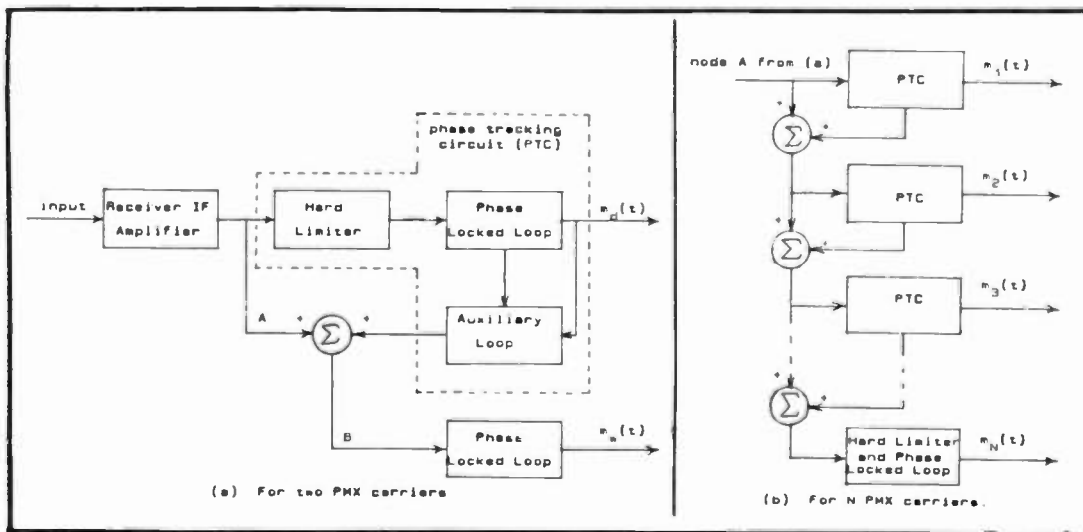 phase tracking
circuit (PTC)
input
Receiver IF
Amplifier
Hard
Limiter
Phase
Locked Loop
m_d(t)
A
+
Σ
+
Auxiliary
Loop
B
Phase
Locked Loop
m_w(t)
(a) For two PMX carriers
node A from (a)
PTC
m_1(t)
+
Σ
+
PTC
m_2(t)
+
Σ
+
PTC
m_3(t)
+
Σ
+
Hard Limiter
and Phase
Locked Loop
m_N(t)
(b) For N PMX carriers.